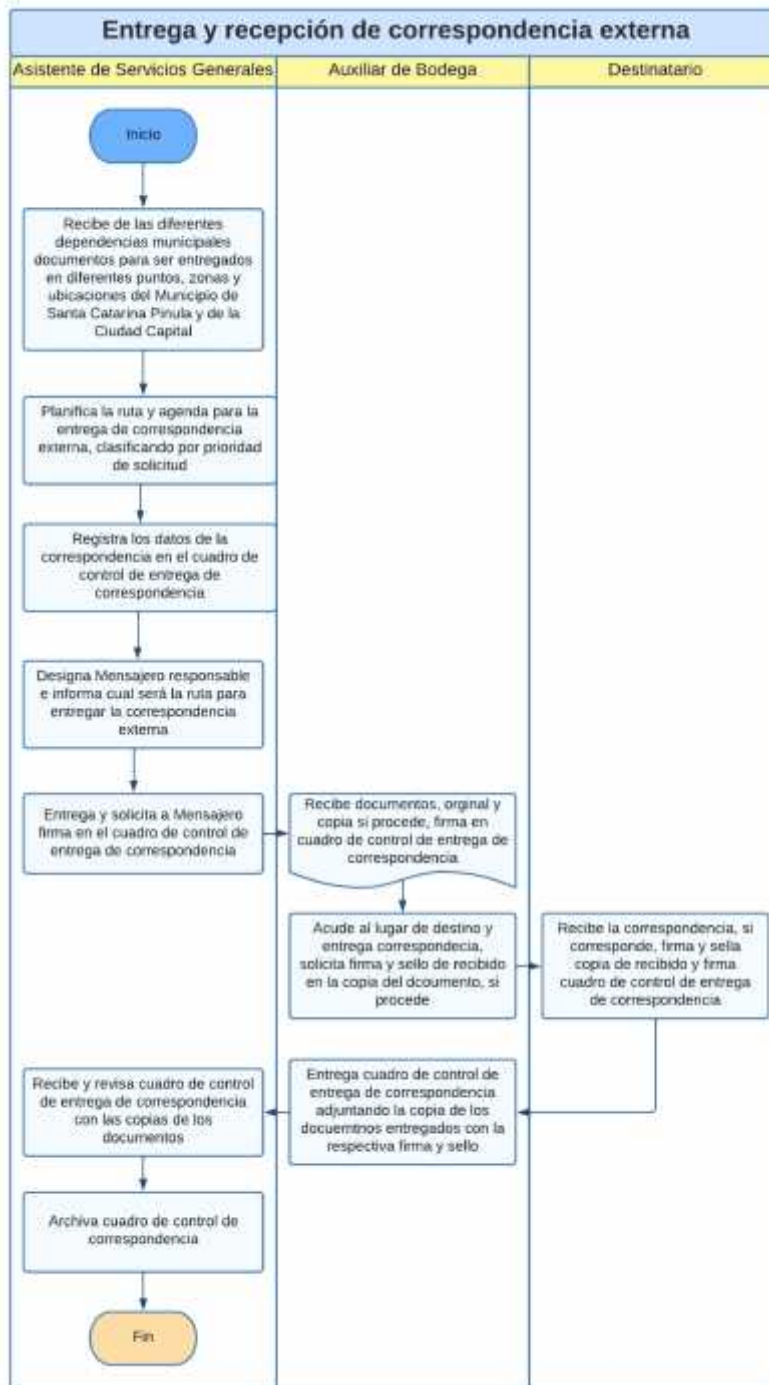 Entrega y recepción de correspondencia externa
Asistente de Servicios Generales
Auxiliar de Bodega
Destinatario
Inicio
Recibe de las diferentes
dependencias municipales
documentos para ser entregados
en diferentes puntos, zonas y
ubicaciones del Municipio de
Santa Catarina Pinula y de la
Ciudad Capital
Planifica la ruta y agenda para la
entrega de correspondencia
externa, clasificando por prioridad
de solicitud
Registra los datos de la
correspondencia en el cuadro de
control de entrega de
correspondencia
Designa Mensajero responsable
e informa cual será la ruta para
entregar la correspondencia
externa
Entrega y solicita a Mensajero
firma en el cuadro de control de
entrega de correspondencia
Recibe documentos, orginal y
copia si procede, firma en
cuadro de control de entrega de
correspondencia
Acude al lugar de destino y
entrega correspondecia,
solicita firma y sello de recibido
en la copia del dcoumento, si
procede
Recibe la correspondencia, si
corresponde, firma y sella
copia de recibido y firma
cuadro de control de entrega
de correspondencia
Entrega cuadro de control de
entrega de correspondencia
adjuntando la copia de los
docuemtnos entregados con la
respectiva firma y sello
Recibe y revisa cuadro de control
de entrega de correspondencia
con las copias de los
documentos
Archiva cuadro de control de
correspondencia
Fin